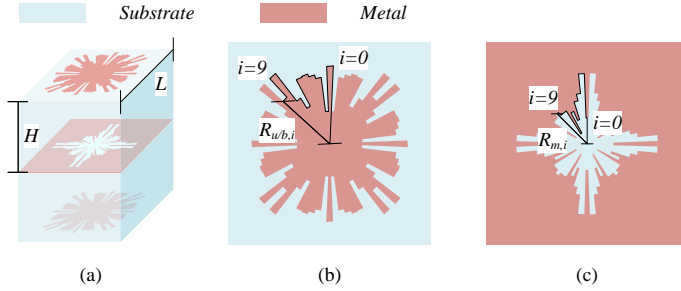 Substrate
Metal
L
H
i=9
i=0
R_{u/b,i}
i=9
i=0
R_{m,i}
(a)
(b)
(c)